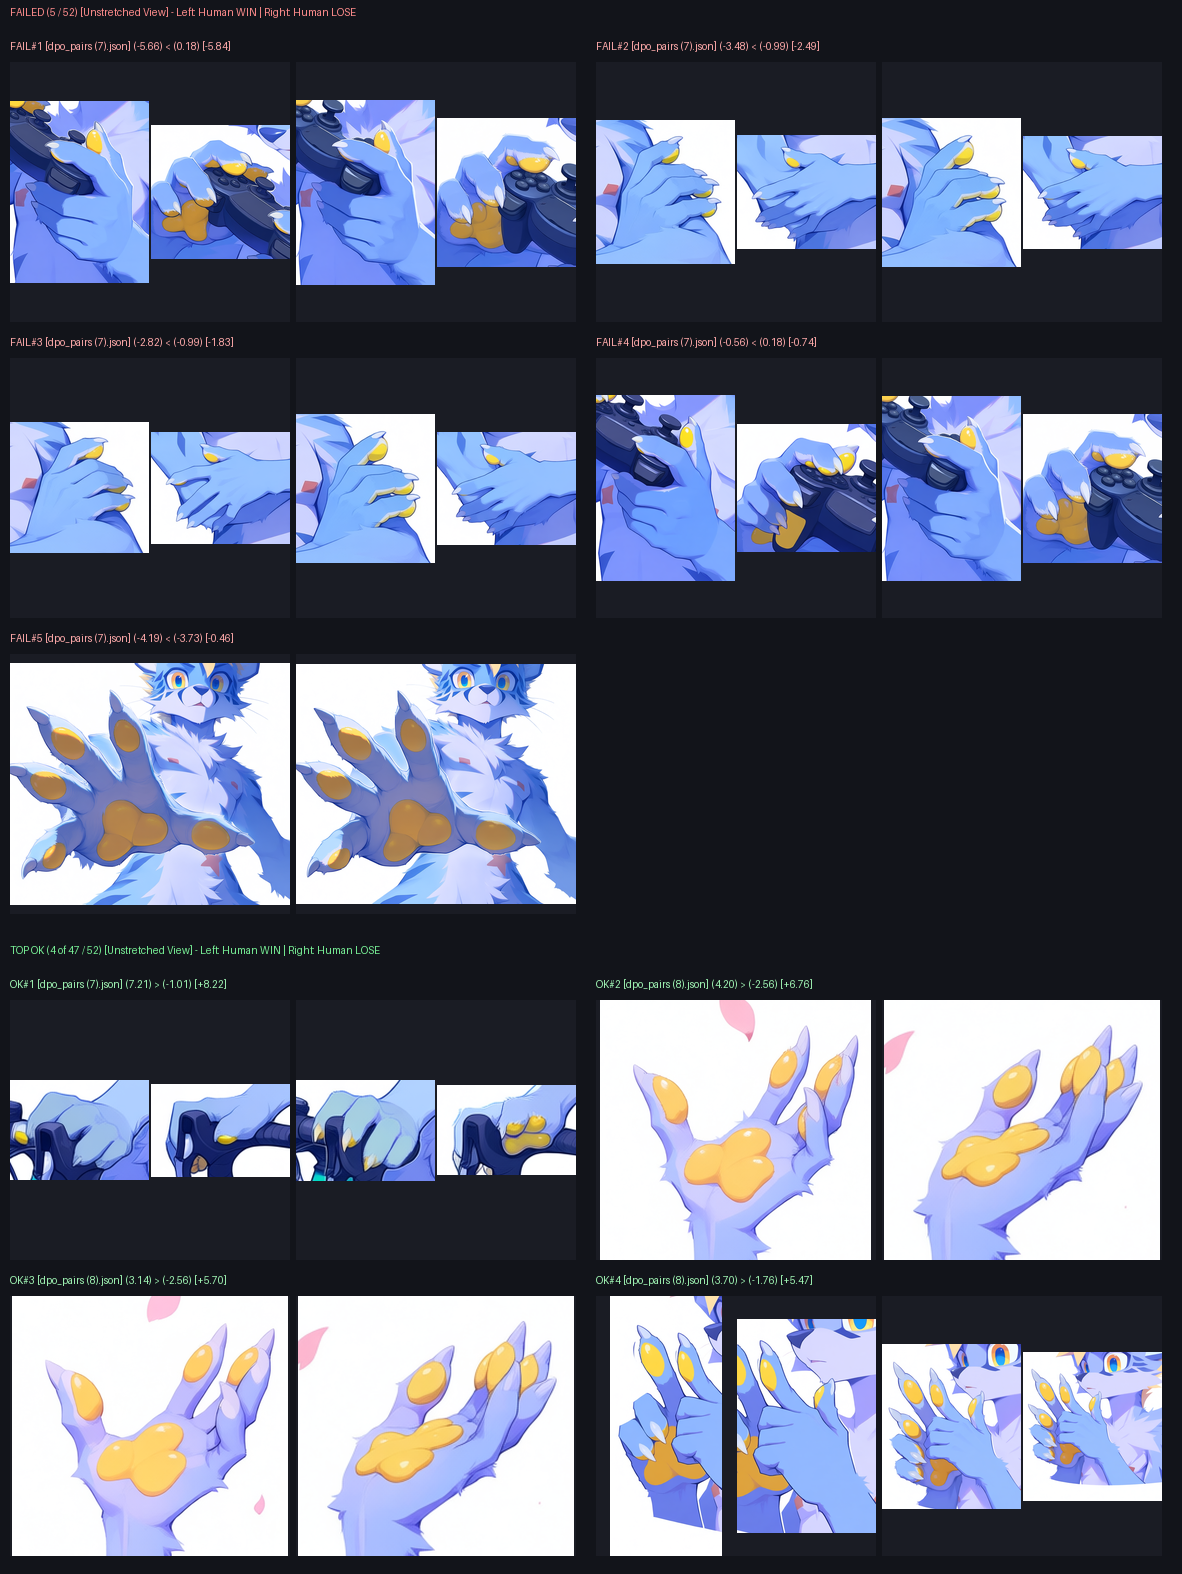 FAILED (5 / 52) [Unstretched View] - Left: Human WIN | Right: Human LOSE
FAIL#1 [dpo_pairs (7).json] (-5.66) < (0.18) [-5.84]
FAIL#2 [dpo_pairs (7).json] (-3.48) < (-0.99) [-2.49]
FAIL#3 [dpo_pairs (7).json] (-2.82) < (-0.99) [-1.83]
FAIL#4 [dpo_pairs (7).json] (-0.56) < (0.18) [-0.74]
FAIL#5 [dpo_pairs (7).json] (-4.19) < (-3.73) [-0.46]
TOP OK (4 of 47 / 52) [Unstretched View] - Left: Human WIN | Right: Human LOSE
OK#1 [dpo_pairs (7).json] (7.21) > (-1.01) [+8.22]
OK#2 [dpo_pairs (8).json] (4.20) > (-2.56) [+6.76]
OK#3 [dpo_pairs (8).json] (3.14) > (-2.56) [+5.70]
OK#4 [dpo_pairs (8).json] (3.70) > (-1.76) [+5.47]